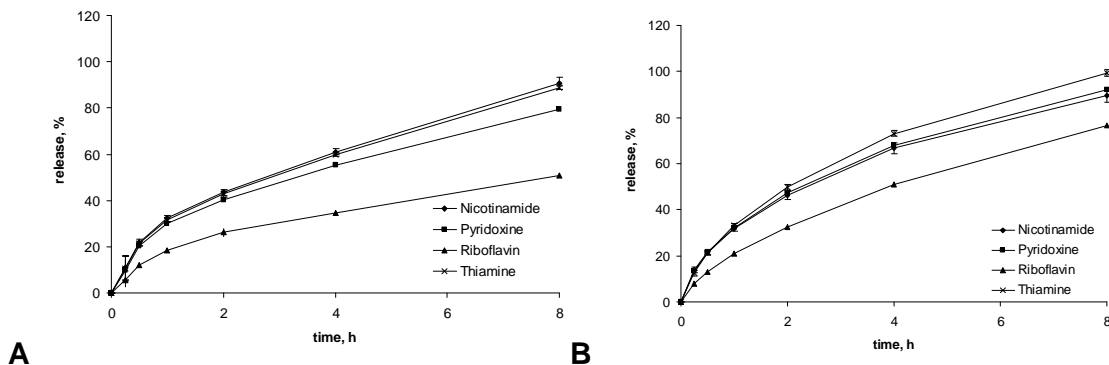 120
100
80
60
40
20
0
release, %
0
2
4
6
8
time, h
Nicotinamide
Pyridoxine
Riboflavin
Thiamine
A
120
100
80
60
40
20
0
release, %
0
2
4
6
8
time, h
Nicotinamide
Pyridoxine
Riboflavin
Thiamine
B